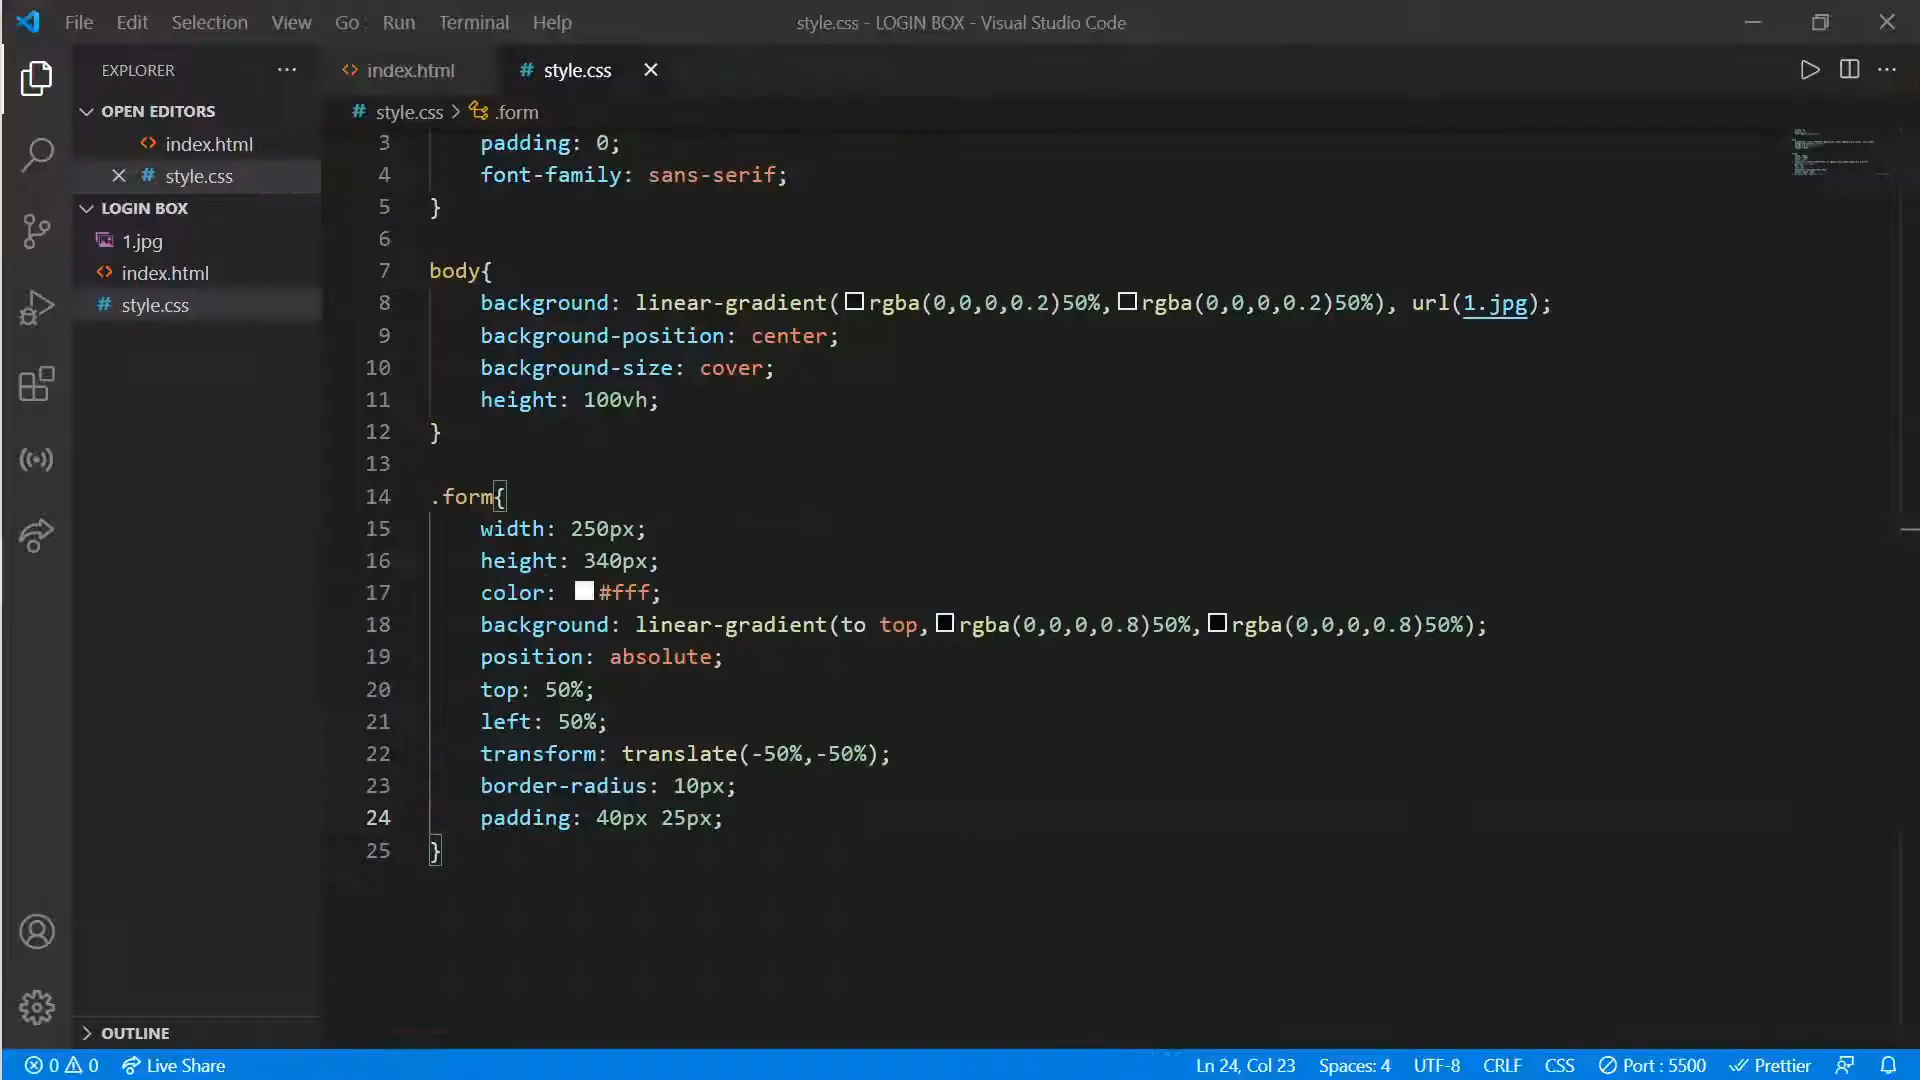 File Edit Selection View Go Run Terminal Help
style.css - LOGIN BOX - Visual Studio Code
EXPLORER
OPEN EDITORS
index.html
style.css
LOGIN BOX
1.jpg
index.html
style.css
OUTLINE
index.html
style.css
style.css > .form
3 padding: 0;
4 font-family: sans-serif;
5 }
6
7 body{
8 background: linear-gradient(rgba(0,0,0,0.2)50%,rgba(0,0,0,0.2)50%), url(1.jpg);
9 background-position: center;
10 background-size: cover;
11 height: 100vh;
12 }
13
14 .form{
15 width: 250px;
16 height: 340px;
17 color: #fff;
18 background: linear-gradient(to top,rgba(0,0,0,0.8)50%,rgba(0,0,0,0.8)50%);
19 position: absolute;
20 top: 50%;
21 left: 50%;
22 transform: translate(-50%,-50%);
23 border-radius: 10px;
24 padding: 40px 25px;
25 }
0 0 Live Share Ln 24, Col 23 Spaces: 4 UTF-8 CRLF CSS Port : 5500 Prettier